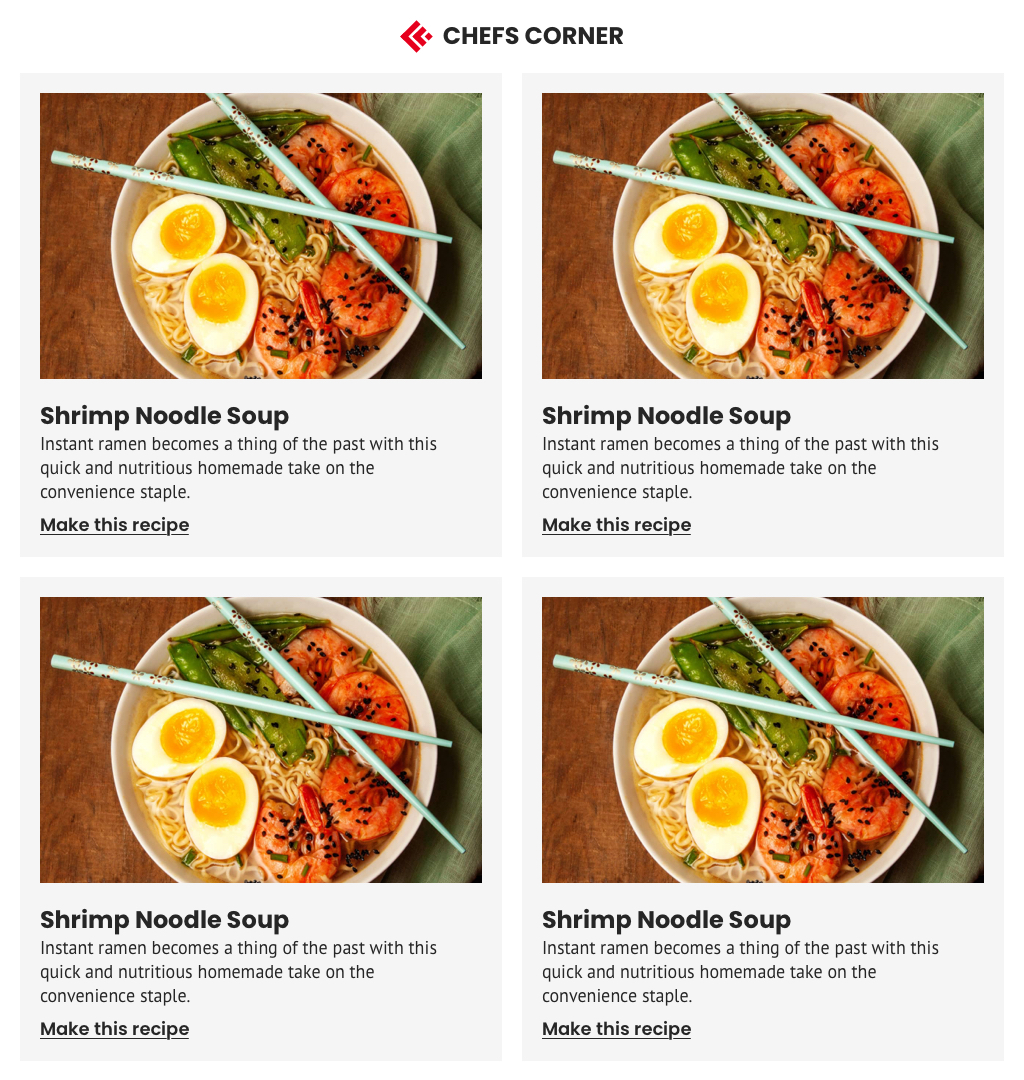 CHEFS CORNER
Shrimp Noodle Soup
Instant ramen becomes a thing of the past with this
quick and nutritious homemade take on the
convenience staple.
Make this recipe
Shrimp Noodle Soup
Instant ramen becomes a thing of the past with this
quick and nutritious homemade take on the
convenience staple.
Make this recipe
Shrimp Noodle Soup
Instant ramen becomes a thing of the past with this
quick and nutritious homemade take on the
convenience staple.
Make this recipe
Shrimp Noodle Soup
Instant ramen becomes a thing of the past with this
quick and nutritious homemade take on the
convenience staple.
Make this recipe